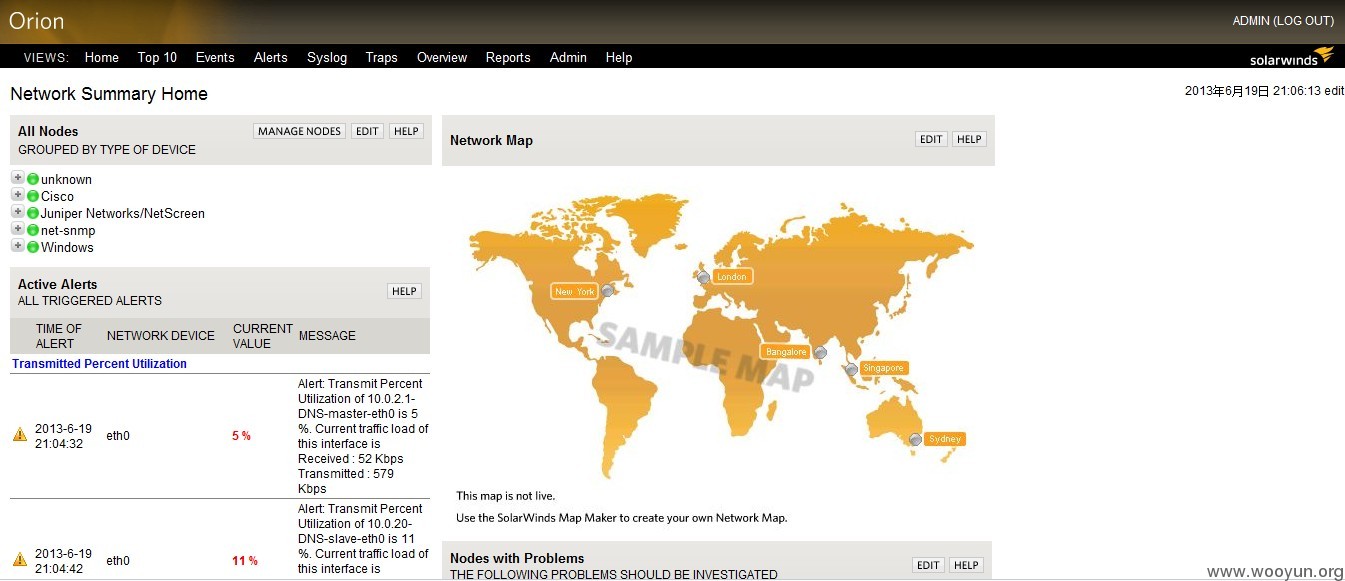 Orion
ADMIN (LOG OUT)
VIEWS: Home Top 10 Events Alerts Syslog Traps Overview Reports Admin Help
solarwinds
Network Summary Home
2013年6月19日 21:06:13 edit
All Nodes
MANAGE NODES EDIT HELP
GROUPED BY TYPE OF DEVICE
unknown
Cisco
Juniper Networks/NetScreen
net-snmp
Windows
Active Alerts
ALL TRIGGERED ALERTS
HELP
TIME OF
ALERT
NETWORK DEVICE
CURRENT
VALUE
MESSAGE
Transmitted Percent Utilization
2013-6-19
21:04:32
eth0
5 %
Alert: Transmit Percent
Utilization of 10.0.2.1-
DNS-master-eth0 is 5
%. Current traffic load of
this interface is
Received : 52 Kbps
Transmitted : 579
Kbps
2013-6-19
21:04:42
eth0
11 %
Alert: Transmit Percent
Utilization of 10.0.20-
DNS-slave-eth0 is 11
%. Current traffic load of
this interface is
Network Map
EDIT HELP
London
New York
SAMPLE MAP
Bangalore
Singapore
Sydney
This map is not live.
Use the SolarWinds Map Maker to create your own Network Map.
Nodes with Problems
EDIT HELP
THE FOLLOWING PROBLEMS SHOULD BE INVESTIGATED
www.wooyun.org